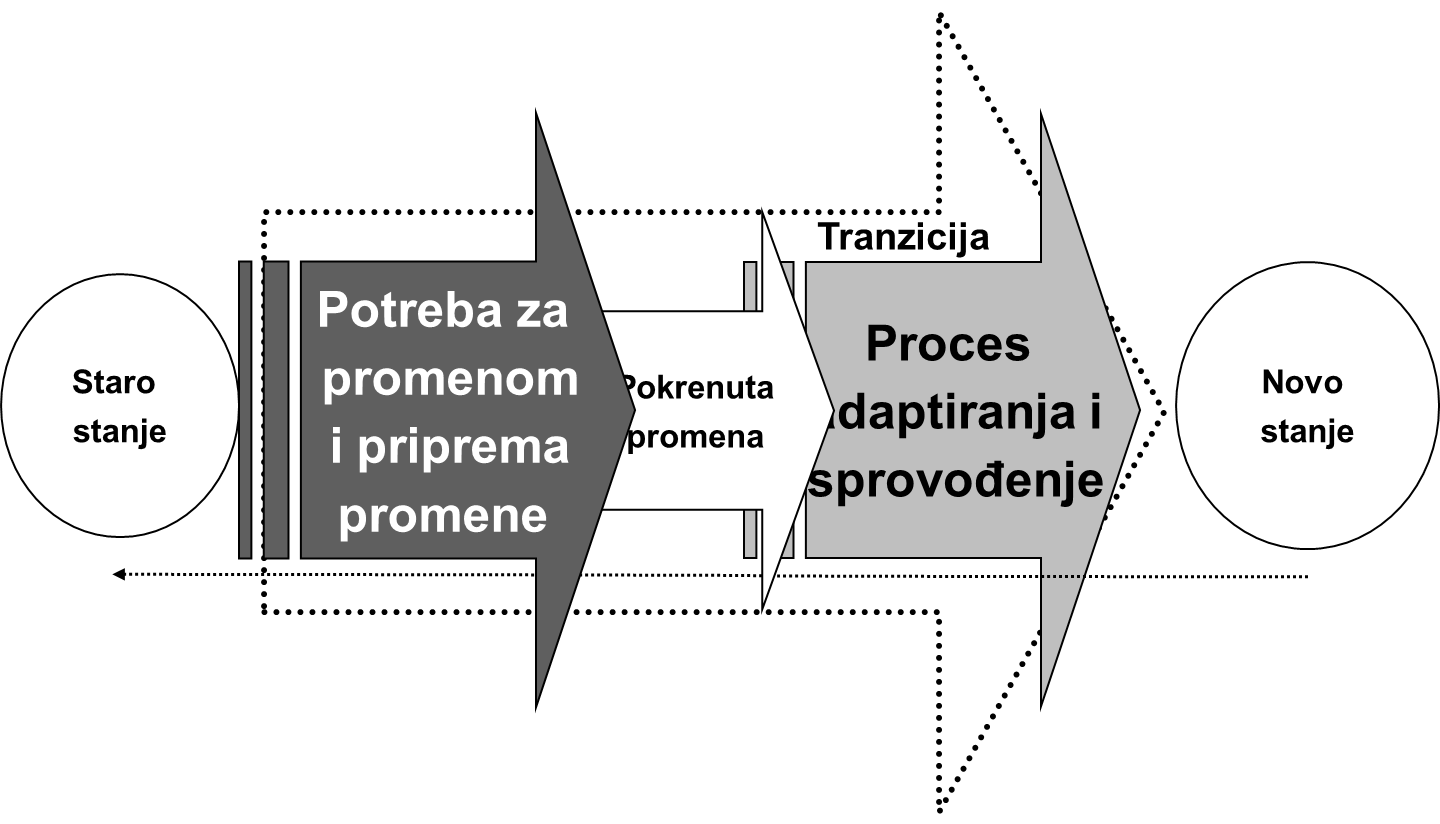 Tranzicija
Staro
stanje
Potreba za
promenom
i priprema
promene
Pokrenuta
promena
Proces
adaptiranja i
sprovođenje
Novo
stanje